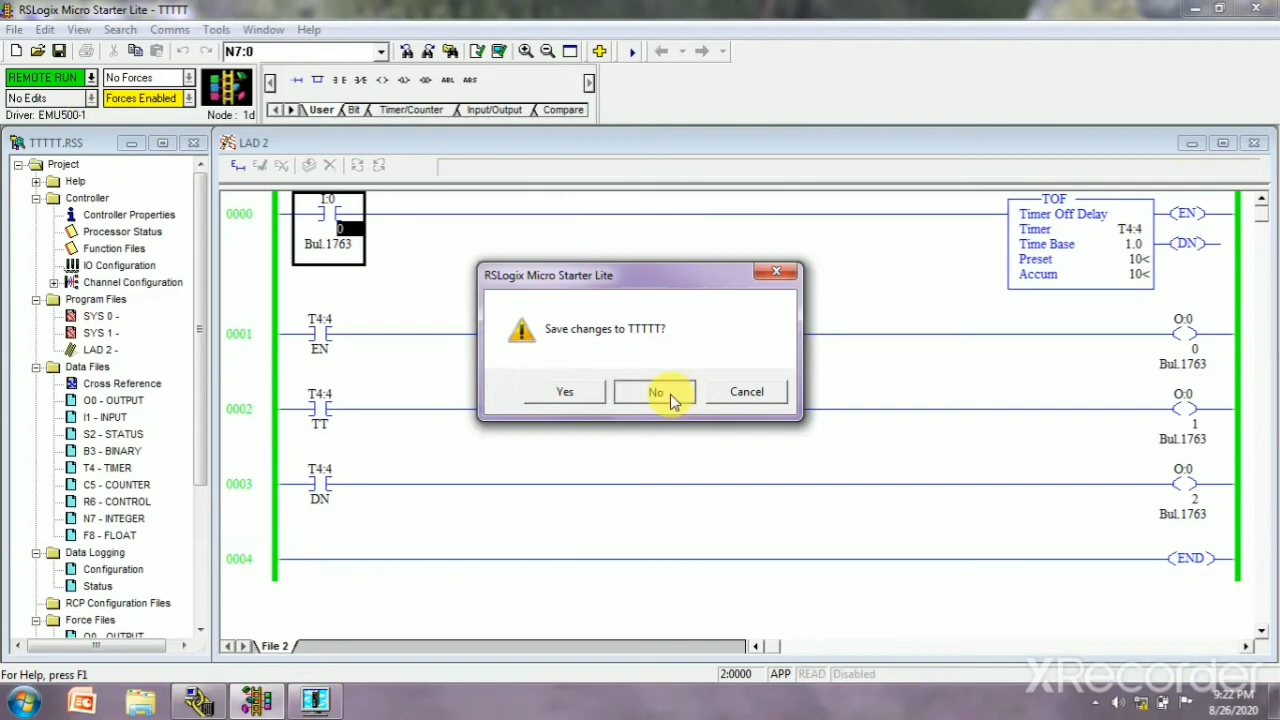 RSLogix Micro Starter Lite - TTTTT
File Edit View Search Comms Tools Window Help
N7:0
REMOTE RUN No Forces
No Edits Forces Enabled
Driver: EMU500-1 Node : 1d
User Bit Timer/Counter Input/Output Compare
TTTTT.RSS
Project
Help
Controller
Controller Properties
Processor Status
Function Files
IO Configuration
Channel Configuration
Program Files
SYS 0 -
SYS 1 -
LAD 2 -
Data Files
Cross Reference
O0 - OUTPUT
I1 - INPUT
S2 - STATUS
B3 - BINARY
T4 - TIMER
C5 - COUNTER
R6 - CONTROL
N7 - INTEGER
F8 - FLOAT
Data Logging
Configuration
Status
RCP Configuration Files
Force Files
O0 - OUTPUT
LAD 2
0000
I:0
0
Bul.1763
TOF
Timer Off Delay
Timer T4:4
Time Base 1.0
Preset 10<
Accum 10<
EN
DN
0001
T4:4
EN
O:0
0
Bul.1763
0002
T4:4
TT
O:0
1
Bul.1763
0003
T4:4
DN
O:0
2
Bul.1763
0004
END
RSLogix Micro Starter Lite
Save changes to TTTTT?
Yes No Cancel
File 2
For Help, press F1
2:0000 APP READ Disabled
XRecorder
9:22 PM
8/26/2020